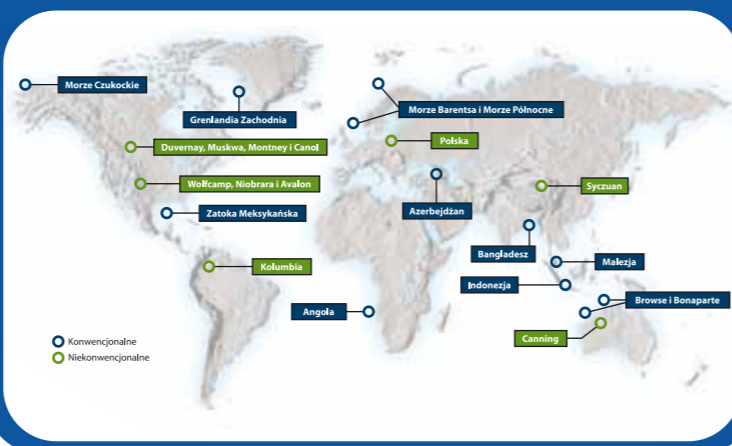 Morze Czukockie
Grenlandia Zachodnia
Morze Barentsa i Morze Północne
Duvernay, Muskwa, Montney i Canol
Polska
Wolfcamp, Niobrara i Avalon
Syczuan
Zatoka Meksykańska
Azerbejdżan
Bangladesz
Malezja
Kolumbia
Indonezja
Browse i Bonaparte
Angola
Canning
Konwencjonalne
Niekonwencjonalne